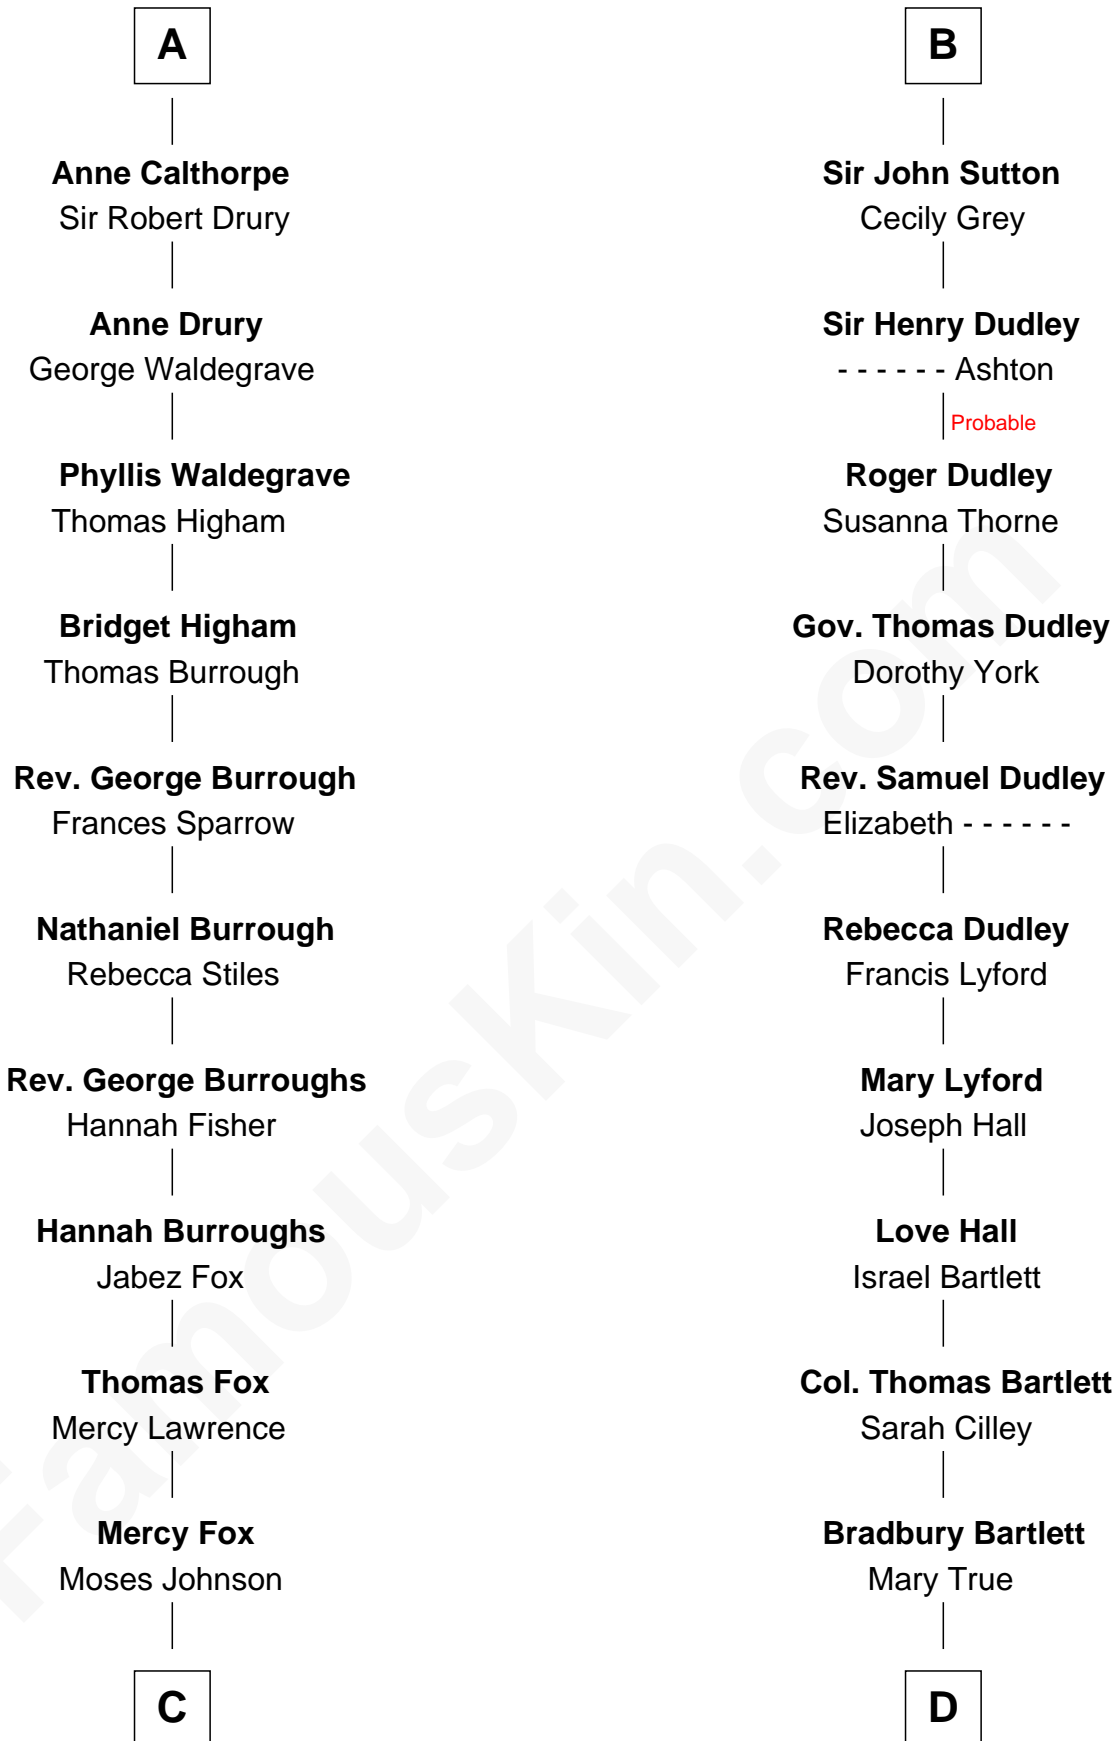 A
Anne Calthorpe
Sir Robert Drury
Anne Drury
George Waldegrave
Phyllis Waldegrave
Thomas Higham
Bridget Higham
Thomas Burrough
Rev. George Burrough
Frances Sparrow
Nathaniel Burrough
Rebecca Stiles
Rev. George Burroughs
Hannah Fisher
Hannah Burroughs
Jabez Fox
Thomas Fox
Mercy Lawrence
Mercy Fox
Moses Johnson
C
B
Sir John Sutton
Cecily Grey
Sir Henry Dudley
- - - - - - Ashton
Probable
Roger Dudley
Susanna Thorne
Gov. Thomas Dudley
Dorothy York
Rev. Samuel Dudley
Elizabeth - - - - - -
Rebecca Dudley
Francis Lyford
Mary Lyford
Joseph Hall
Love Hall
Israel Bartlett
Col. Thomas Bartlett
Sarah Cilley
Bradbury Bartlett
Mary True
D
FamousKin.com